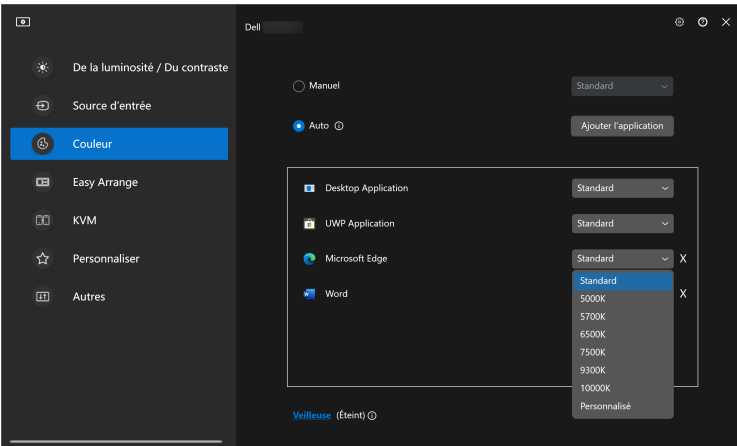 Dell
De la luminosité / Du contraste
Source d'entrée
Couleur
Easy Arrange
KVM
Personnaliser
Autres
Manuel
Standard
Auto
Ajouter l'application
Desktop Application
Standard
UWP Application
Standard
Microsoft Edge
Standard
X
Word
X
Standard
5000K
5700K
6500K
7500K
9300K
10000K
Personnalisé
Veilleuse (Éteint)